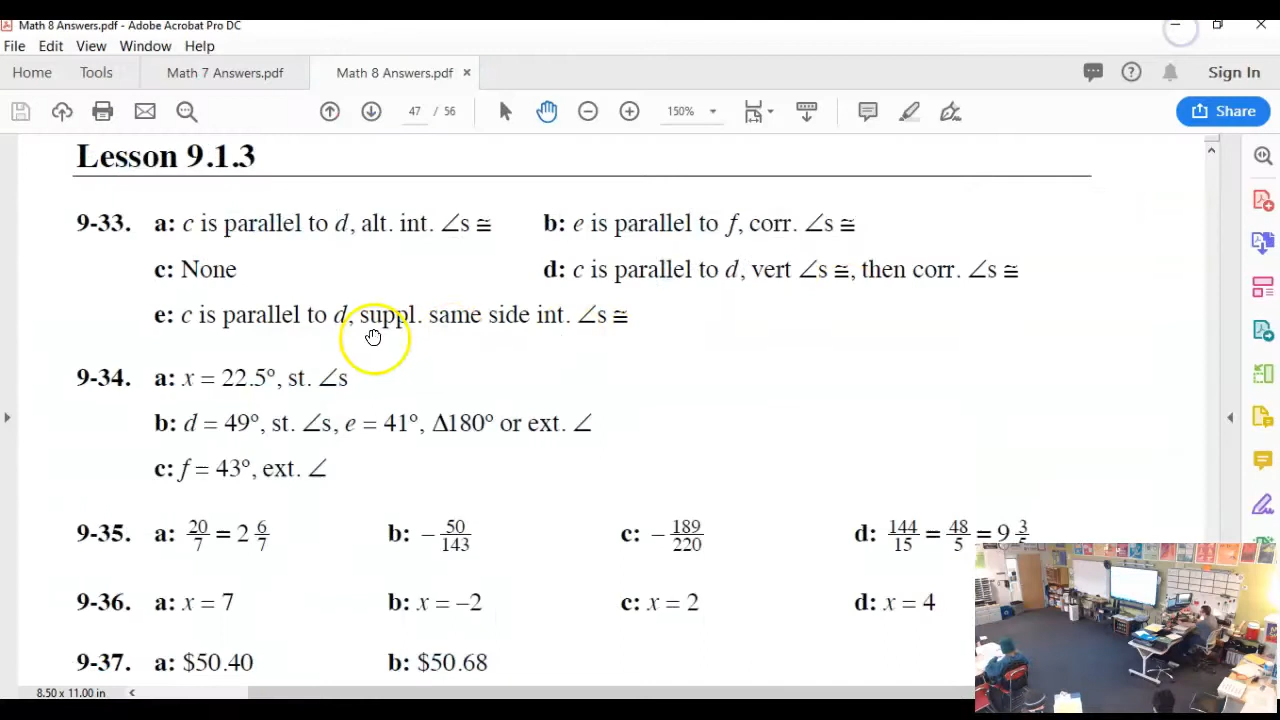 Math 8 Answers.pdf - Adobe Acrobat Pro DC
File Edit View Window Help
Home Tools Math 7 Answers.pdf Math 8 Answers.pdf × Sign In
47 / 56 150% Share
Lesson 9.1.3
9-33. a: c is parallel to d, alt. int. ∠s ≅ b: e is parallel to f, corr. ∠s ≅
c: None d: c is parallel to d, vert ∠s ≅, then corr. ∠s ≅
e: c is parallel to d, suppl. same side int. ∠s ≅
9-34. a: x = 22.5°, st. ∠s
b: d = 49°, st. ∠s, e = 41°, Δ180° or ext. ∠
c: f = 43°, ext. ∠
9-35. a: 20/7 = 2 6/7 b: − 50/143 c: − 189/220 d: 144/15 = 48/5 = 9 3/
9-36. a: x = 7 b: x = −2 c: x = 2 d: x = 4
9-37. a: $50.40 b: $50.68
8.50 x 11.00 in